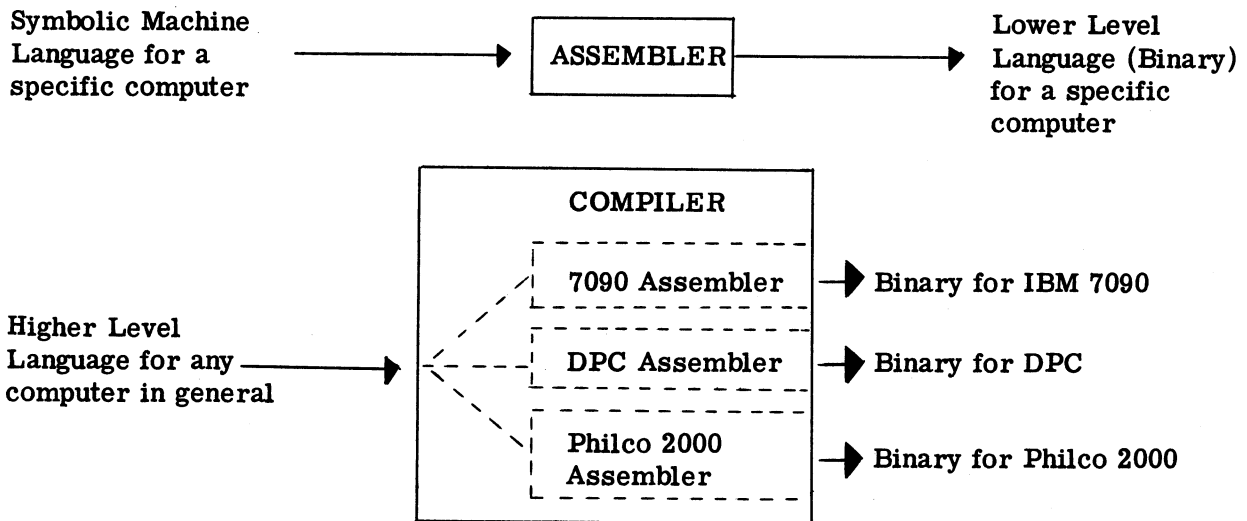 Symbolic Machine
Language for a
specific computer
ASSEMBLER
Lower Level
Language (Binary)
for a specific
computer
COMPILER
7090 Assembler
Binary for IBM 7090
Higher Level
Language for any
computer in general
DPC Assembler
Binary for DPC
Philco 2000
Assembler
Binary for Philco 2000